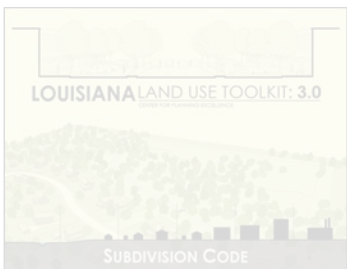 LOUISIANA LAND USE TOOLKIT: 3.0
CENTER FOR PLANNING EXCELLENCE
SUBDIVISION CODE